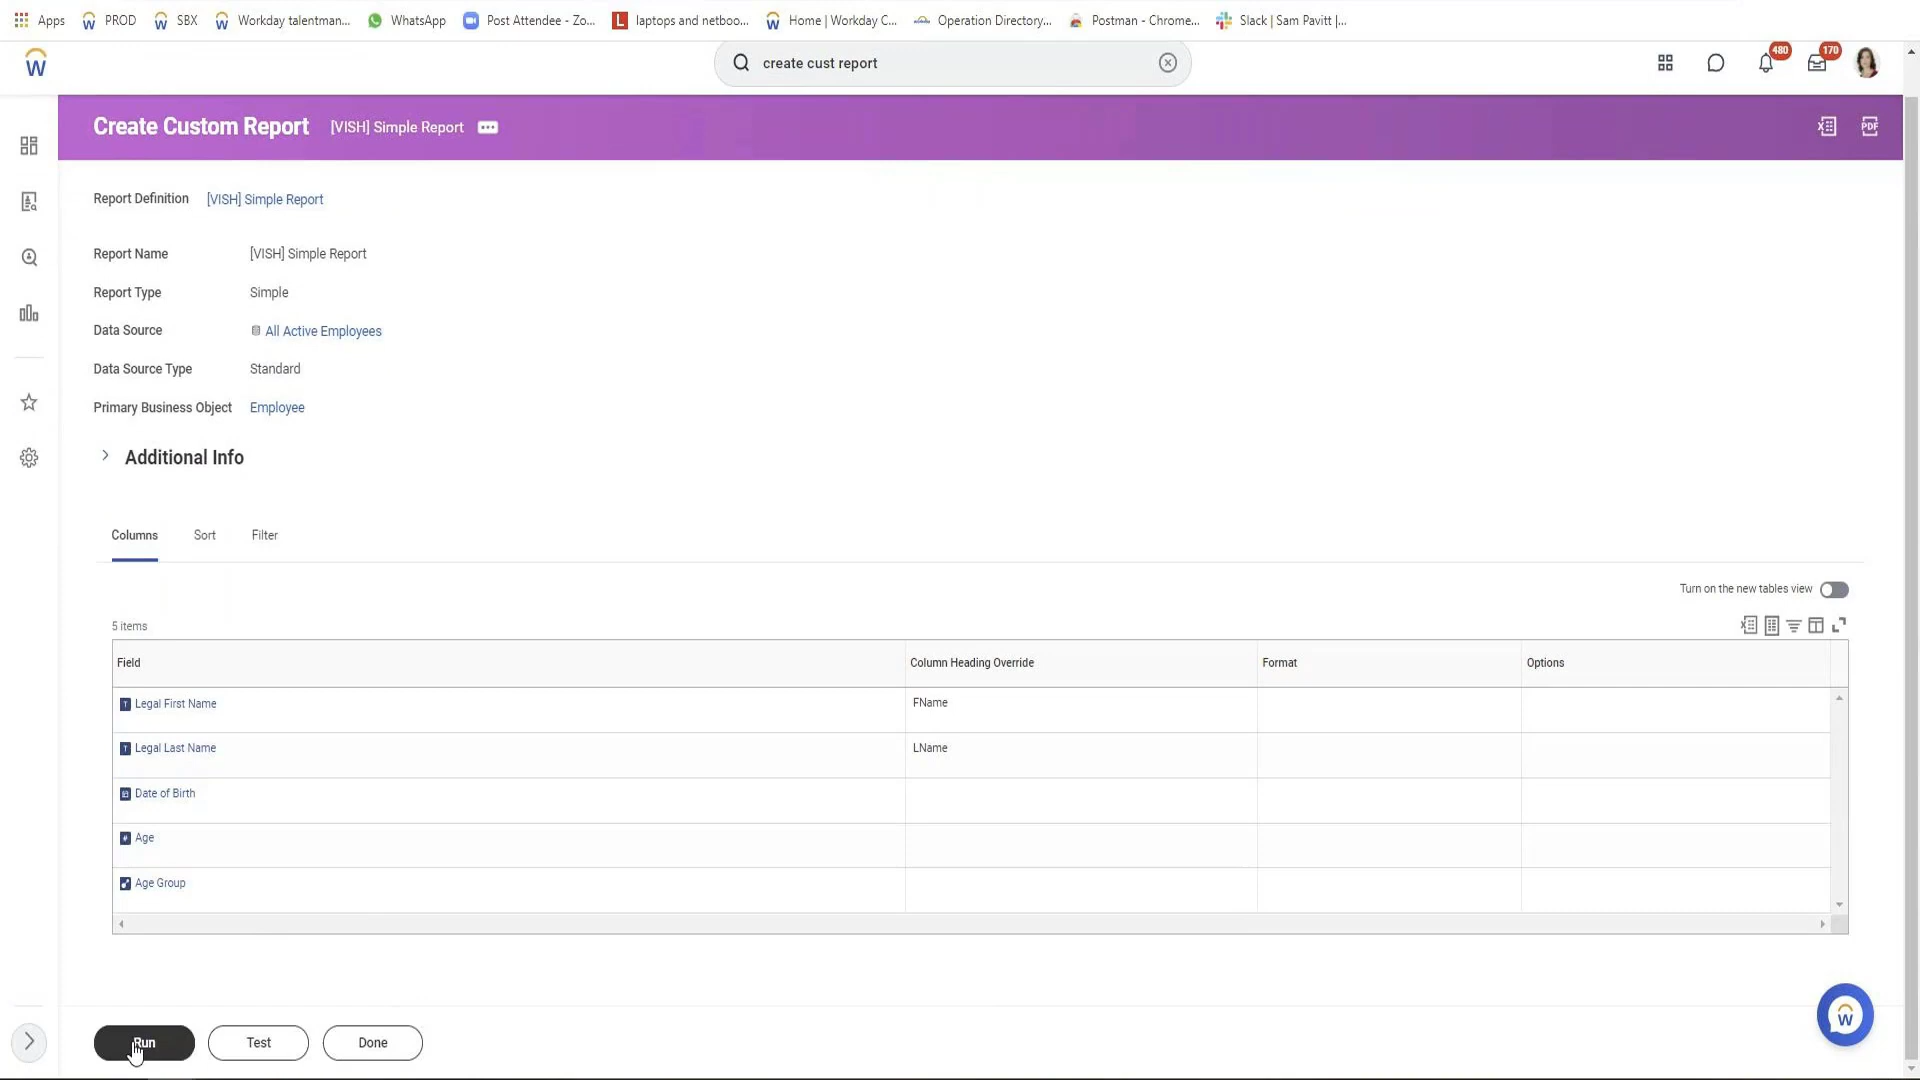 Apps PROD SBX Workday talentman... WhatsApp Post Attendee - Zo... L laptops and netboo... Home | Workday C... Operation Directory,... Postman - Chrome... Slack | Sam Pavitt |...
W create cust report 480 170
Create Custom Report [VISH] Simple Report PDF
Report Definition [VISH] Simple Report
Report Name [VISH] Simple Report
Report Type Simple
Data Source All Active Employees
Data Source Type Standard
Primary Business Object Employee
Additional Info
Columns Sort Filter
Turn on the new tables view
5 items
Field Column Heading Override Format Options
Legal First Name FName
Legal Last Name LName
Date of Birth
Age
Age Group
Run Test Done